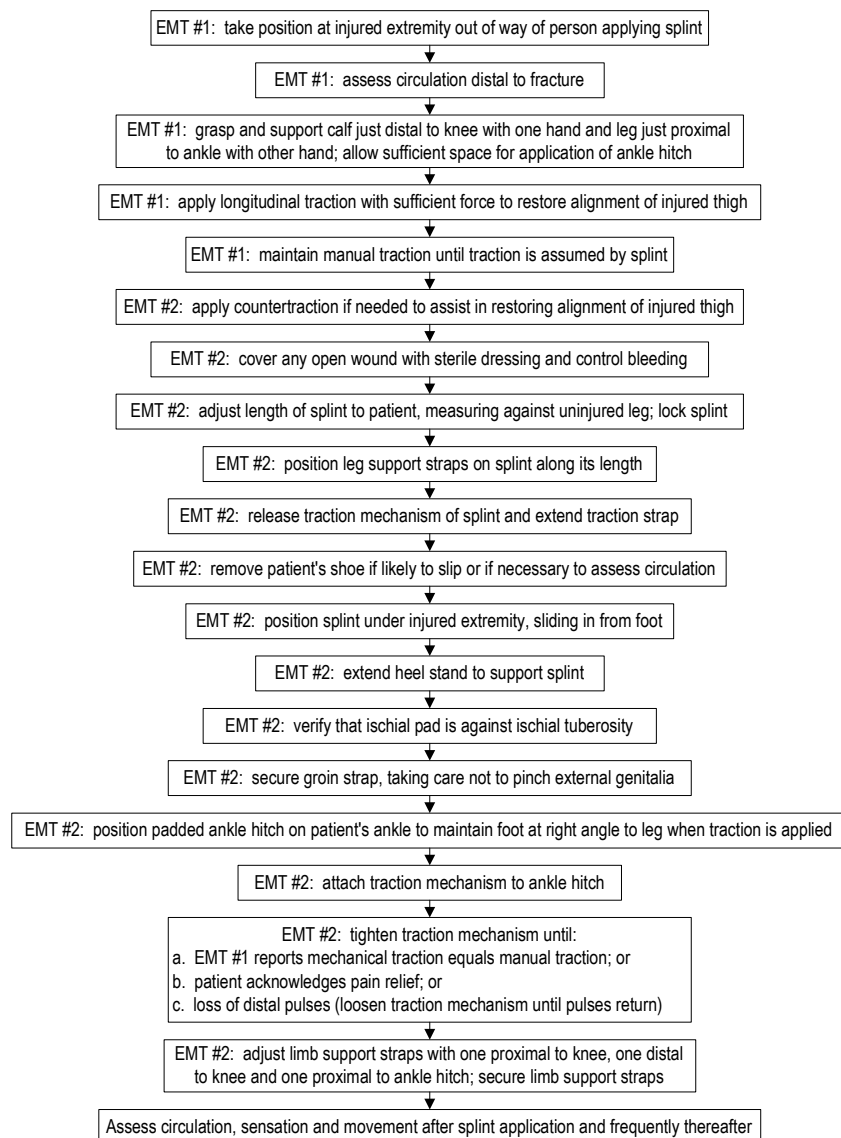 EMT #1: take position at injured extremity out of way of person applying splint
EMT #1: assess circulation distal to fracture
EMT #1: grasp and support calf just distal to knee with one hand and leg just proximal
to ankle with other hand; allow sufficient space for application of ankle hitch
EMT #1: apply longitudinal traction with sufficient force to restore alignment of injured thigh
EMT #1: maintain manual traction until traction is assumed by splint
EMT #2: apply countertraction if needed to assist in restoring alignment of injured thigh
EMT #2: cover any open wound with sterile dressing and control bleeding
EMT #2: adjust length of splint to patient, measuring against uninjured leg; lock splint
EMT #2: position leg support straps on splint along its length
EMT #2: release traction mechanism of splint and extend traction strap
EMT #2: remove patient's shoe if likely to slip or if necessary to assess circulation
EMT #2: position splint under injured extremity, sliding in from foot
EMT #2: extend heel stand to support splint
EMT #2: verify that ischial pad is against ischial tuberosity
EMT #2: secure groin strap, taking care not to pinch external genitalia
EMT #2: position padded ankle hitch on patient's ankle to maintain foot at right angle to leg when traction is applied
EMT #2: attach traction mechanism to ankle hitch
EMT #2: tighten traction mechanism until:
a. EMT #1 reports mechanical traction equals manual traction; or
b. patient acknowledges pain relief; or
c. loss of distal pulses (loosen traction mechanism until pulses return)
EMT #2: adjust limb support straps with one proximal to knee, one distal
to knee and one proximal to ankle hitch; secure limb support straps
Assess circulation, sensation and movement after splint application and frequently thereafter